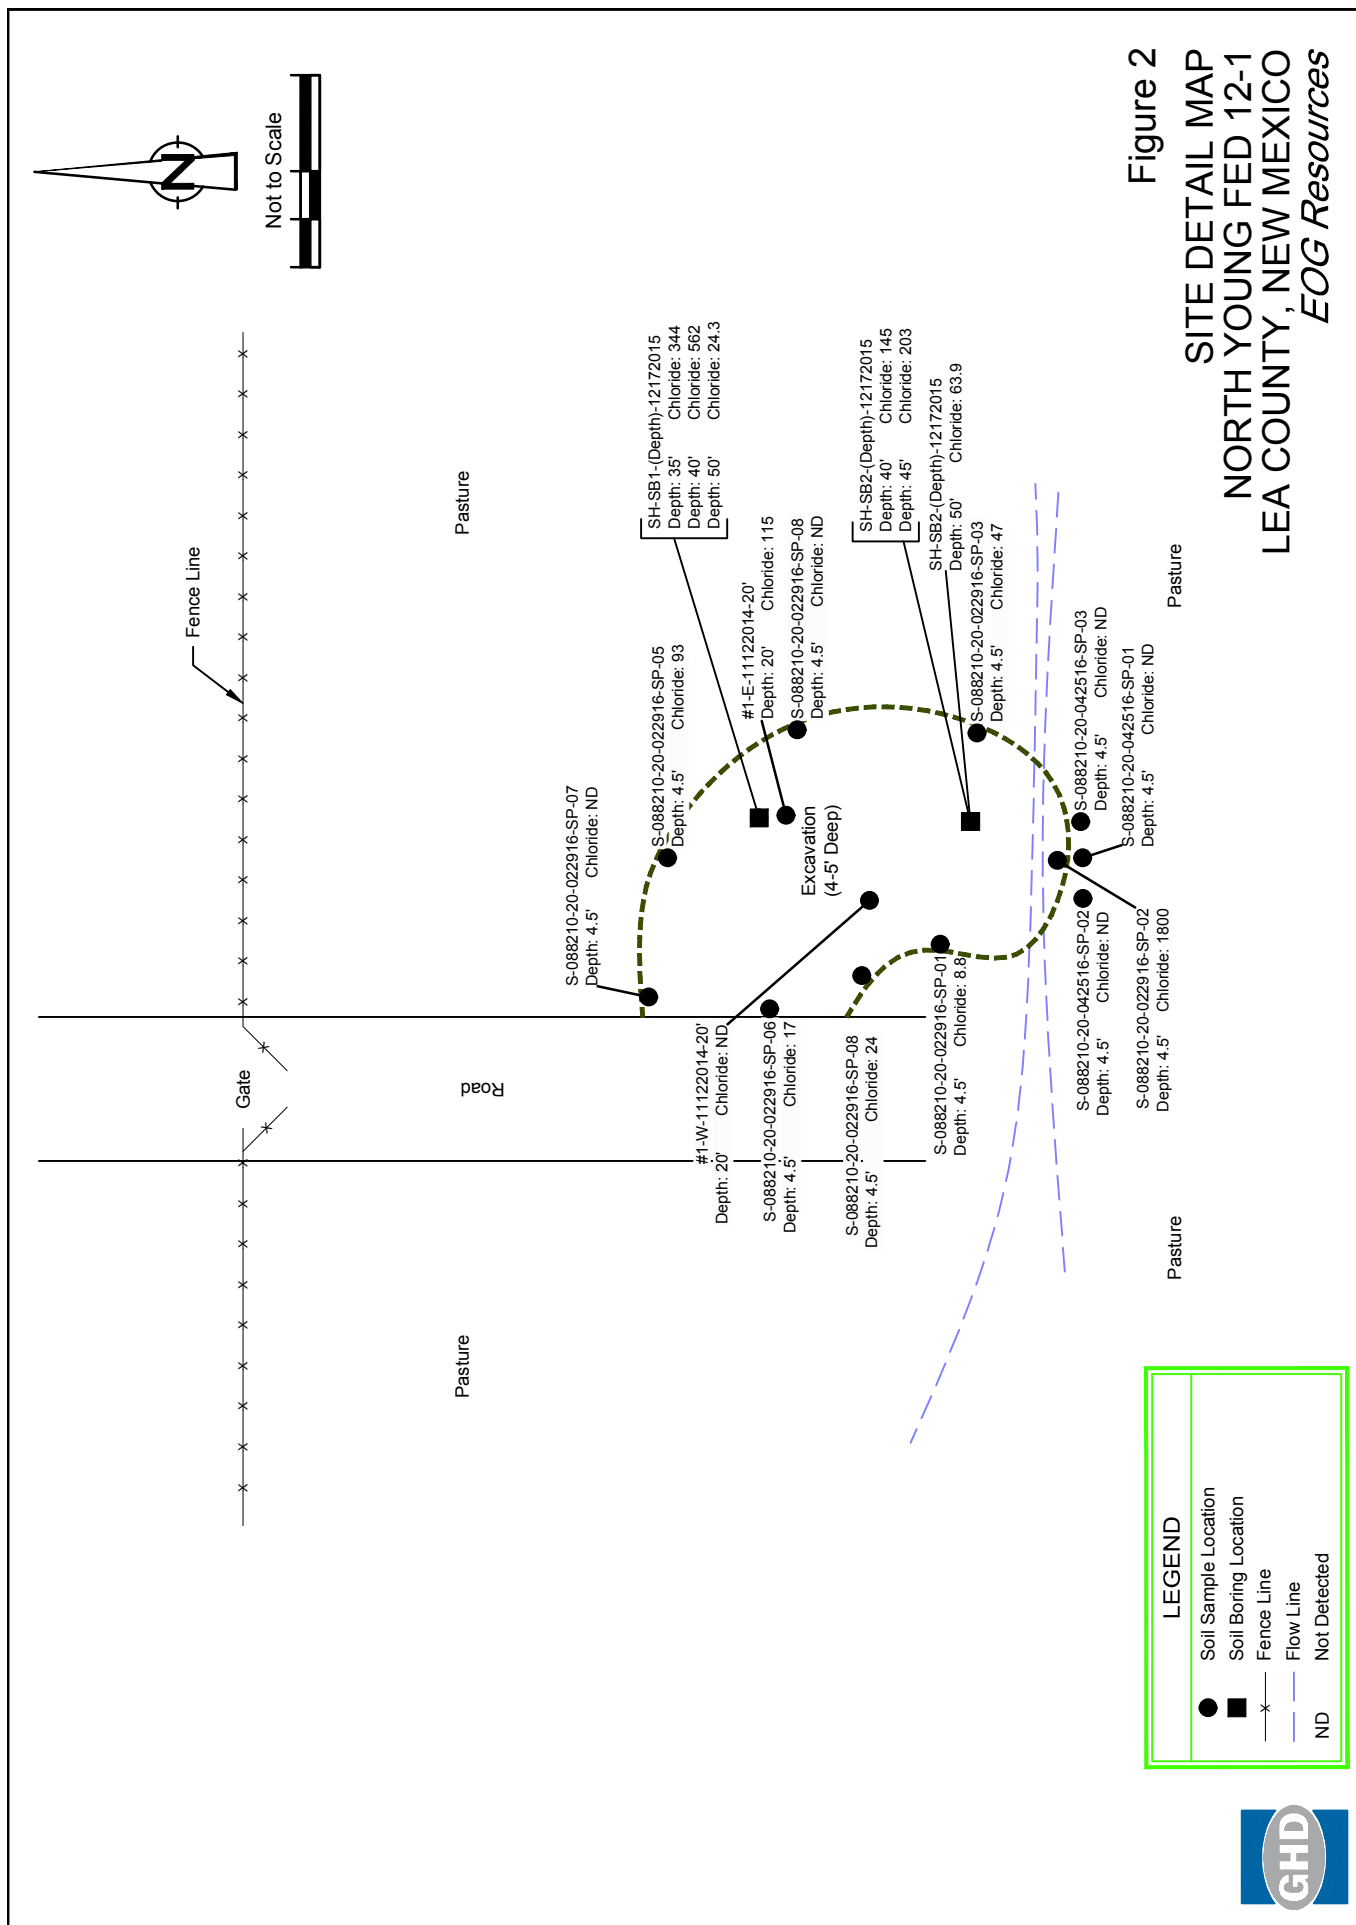 Fence Line
Gate
Road
Pasture
Pasture
Pasture
Pasture
N
Not to Scale
S-088210-20-022916-SP-07
Depth: 4.5' Chloride: ND
S-088210-20-022916-SP-05
Depth: 4.5' Chloride: 93
SH-SB1-(Depth)-12172015
Depth: 35' Chloride: 344
Depth: 40' Chloride: 562
Depth: 50' Chloride: 24.3
#1-E-11122014-20'
Depth: 20' Chloride: 115
S-088210-20-022916-SP-08
Depth: 4.5' Chloride: ND
Excavation
(4-5' Deep)
#1-W-11122014-20'
Depth: 20' Chloride: ND
S-088210-20-022916-SP-06
Depth: 4.5' Chloride: 17
S-088210-20-022916-SP-08
Depth: 4.5' Chloride: 24
SH-SB2-(Depth)-12172015
Depth: 40' Chloride: 145
Depth: 45' Chloride: 203
SH-SB2-(Depth)-12172015
Depth: 50' Chloride: 63.9
S-088210-20-022916-SP-03
Depth: 4.5' Chloride: 47
S-088210-20-022916-SP-01
Depth: 4.5' Chloride: 8.8
S-088210-20-042516-SP-03
Depth: 4.5' Chloride: ND
S-088210-20-042516-SP-01
Depth: 4.5' Chloride: ND
S-088210-20-042516-SP-02
Depth: 4.5' Chloride: ND
S-088210-20-022916-SP-02
Depth: 4.5' Chloride: 1800
LEGEND
Soil Sample Location
Soil Boring Location
Fence Line
Flow Line
ND Not Detected
GHD
Figure 2
SITE DETAIL MAP
NORTH YOUNG FED 12-1
LEA COUNTY, NEW MEXICO
EOG Resources